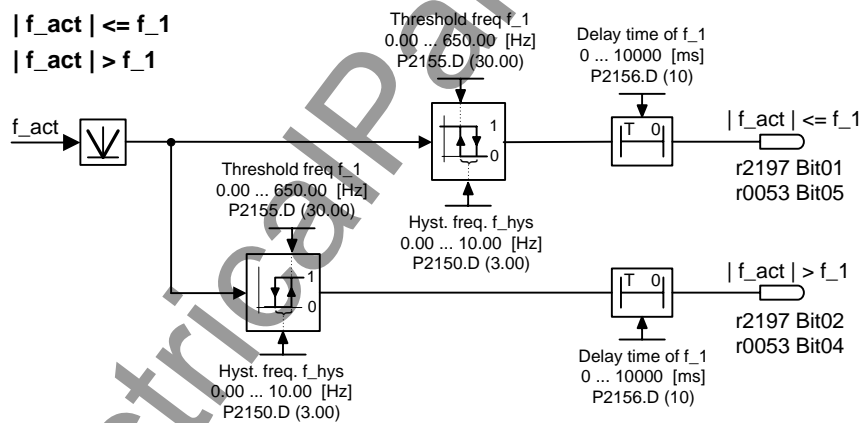 | f_act | <= f_1
| f_act | > f_1
Threshold freq f_1
0.00 ... 650.00 [Hz]
P2155.D (30.00)
Delay time of f_1
0 ... 10000 [ms]
P2156.D (10)
f_act
1
0
T 0
| f_act | <= f_1
r2197 Bit01
r0053 Bit05
Threshold freq f_1
0.00 ... 650.00 [Hz]
P2155.D (30.00)
Hyst. freq. f_hys
0.00 ... 10.00 [Hz]
P2150.D (3.00)
1
0
T 0
| f_act | > f_1
r2197 Bit02
r0053 Bit04
Hyst. freq. f_hys
0.00 ... 10.00 [Hz]
P2150.D (3.00)
Delay time of f_1
0 ... 10000 [ms]
P2156.D (10)